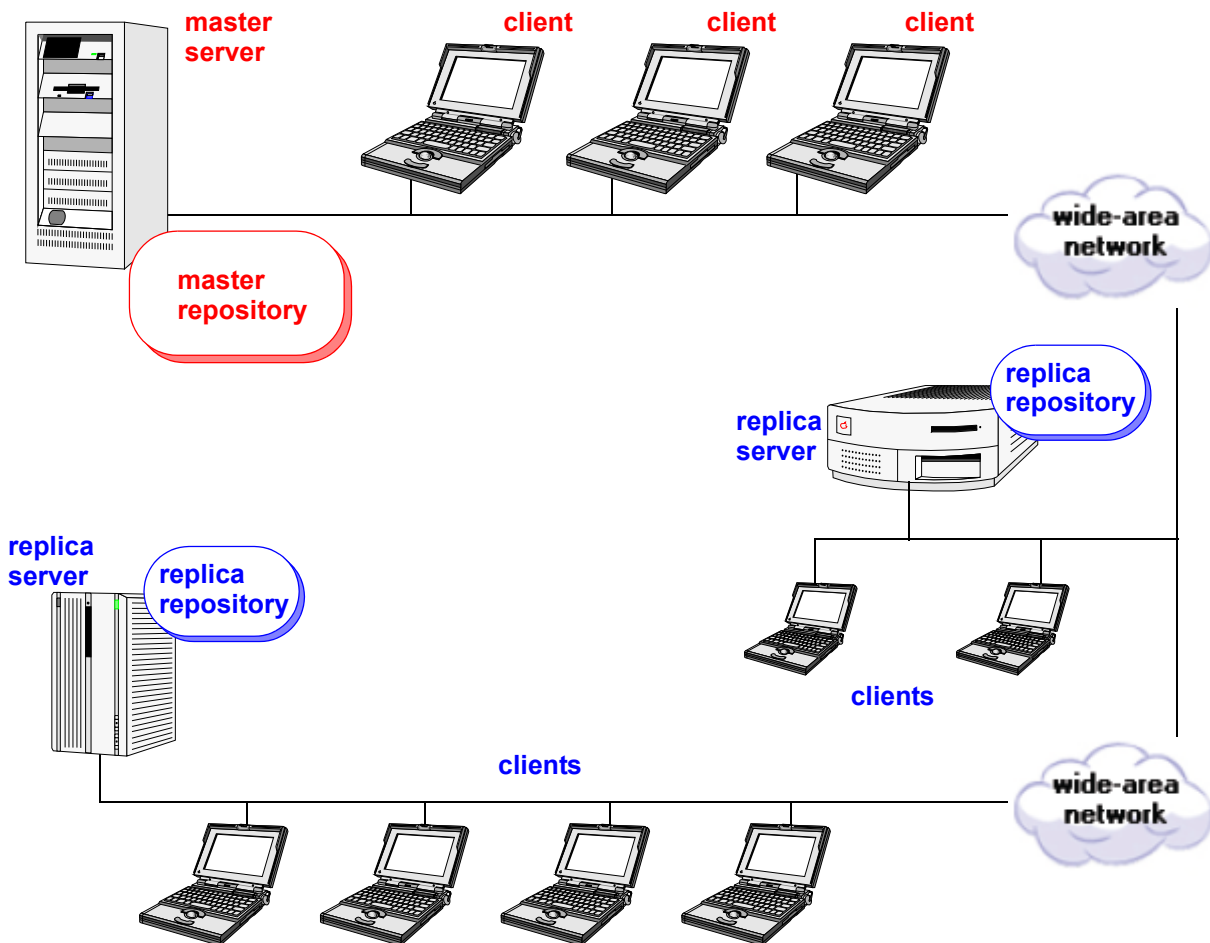 master
server
client
client
client
wide-area
network
master
repository
replica
repository
replica
server
replica
server
replica
repository
clients
clients
wide-area
network